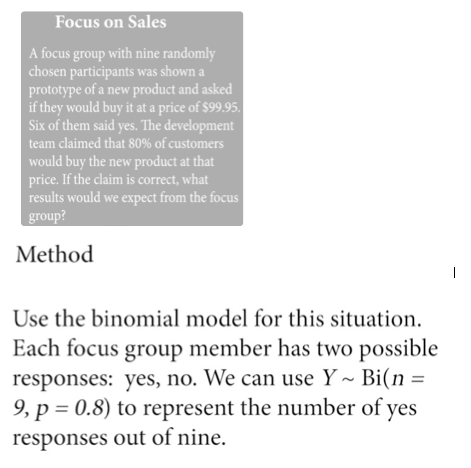 Focus on Sales
A focus group with nine randomly
chosen participants was shown a
prototype of a new product and asked
if they would buy it at a price of $99.95.
Six of them said yes. The development
team claimed that 80% of customers
would buy the new product at that
price. If the claim is correct, what
results would we expect from the focus
group?
Method
Use the binomial model for this situation.
Each focus group member has two possible
responses: yes, no. We can use Y ~ Bi(n =
9, p = 0.8) to represent the number of yes
responses out of nine.